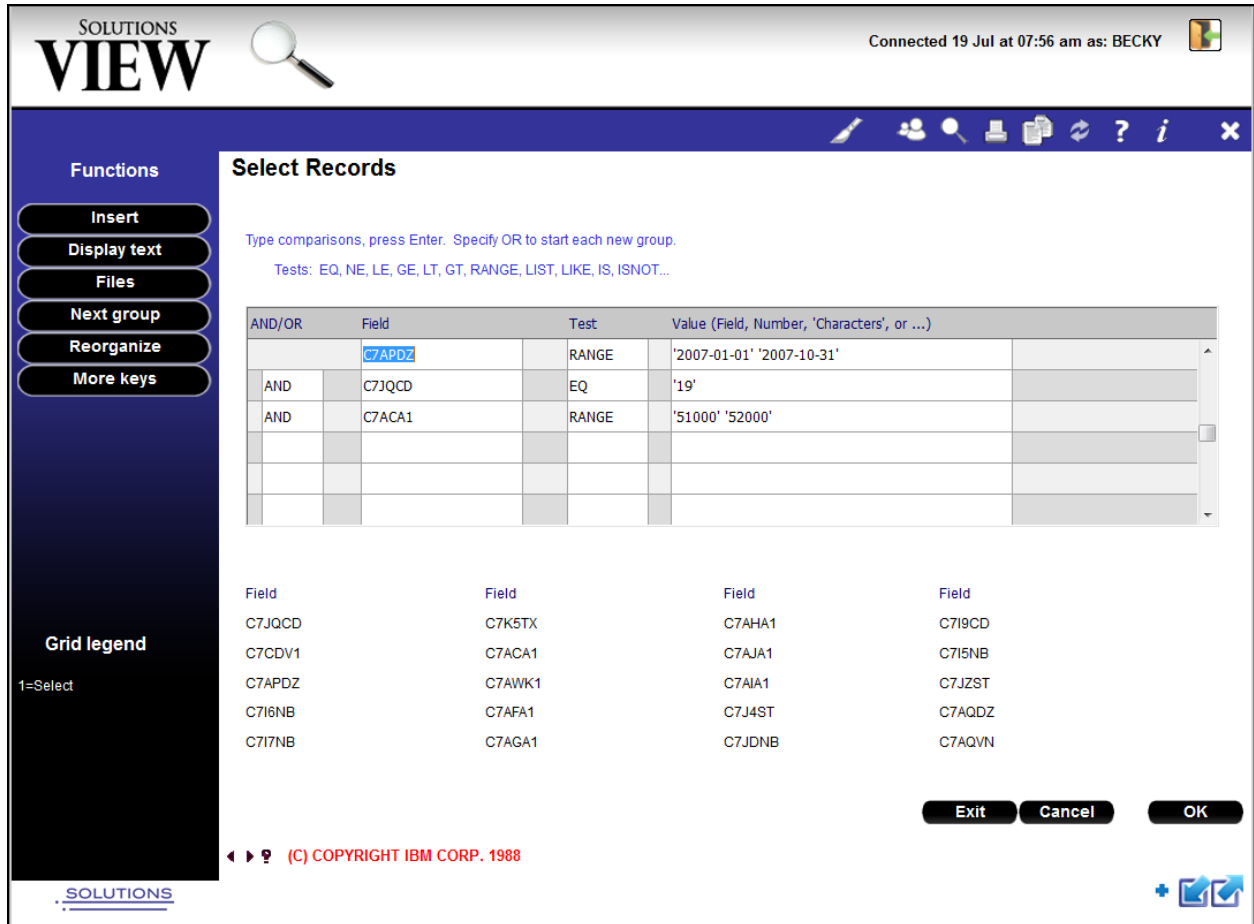 SOLUTIONS
VIEW
Connected 19 Jul at 07:56 am as: BECKY
? i
Functions
Select Records
Insert
Display text
Files
Next group
Reorganize
More keys
Type comparisons, press Enter. Specify OR to start each new group.
Tests: EQ, NE, LE, GE, LT, GT, RANGE, LIST, LIKE, IS, ISNOT...
AND/OR Field Test Value (Field, Number, 'Characters', or ...)
C7APDZ RANGE '2007-01-01' '2007-10-31'
AND C7JQCD EQ '19'
AND C7ACA1 RANGE '51000' '52000'
Field Field Field Field
C7JQCD C7K5TX C7AHA1 C7I9CD
C7CDV1 C7ACA1 C7AJA1 C7I5NB
C7APDZ C7AWK1 C7AIA1 C7JZST
C7I6NB C7AFA1 C7J4ST C7AQDZ
C7I7NB C7AGA1 C7JDNB C7AQVN
Grid legend
1=Select
Exit Cancel OK
? (C) COPYRIGHT IBM CORP. 1988
SOLUTIONS